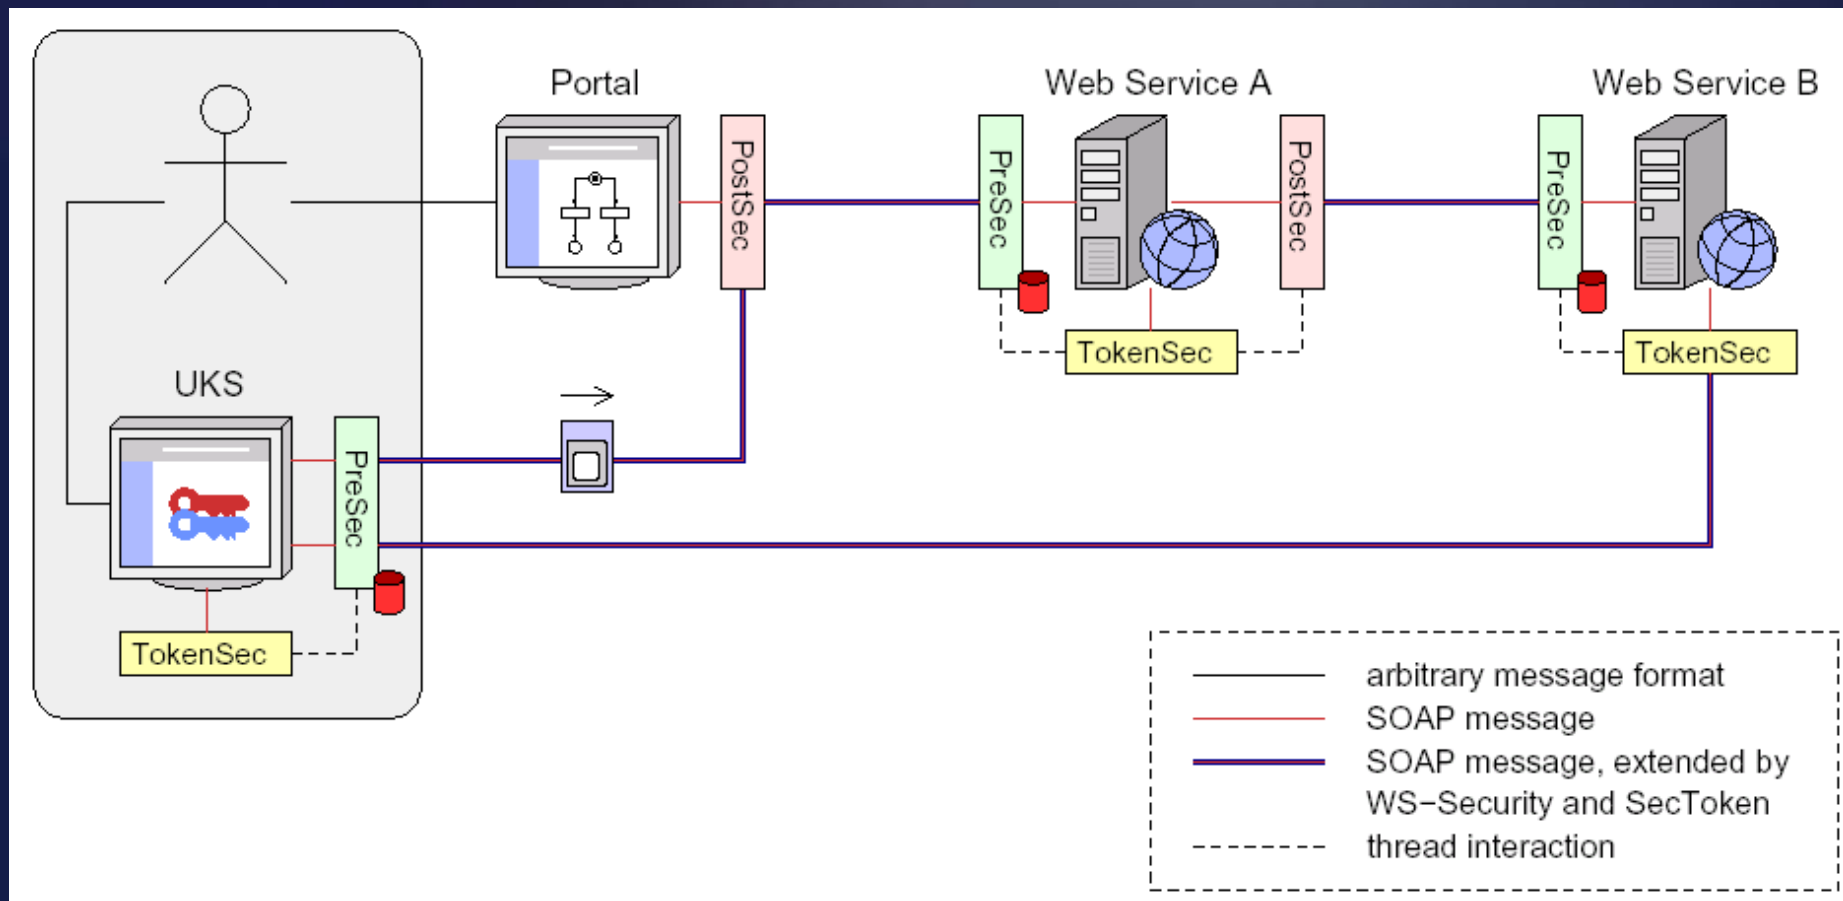 Portal
Web Service A
Web Service B
PostSec
PreSec
PostSec
PreSec
TokenSec
TokenSec
UKS
PreSec
TokenSec
arbitrary message format
SOAP message
SOAP message, extended by
WS−Security and SecToken
thread interaction